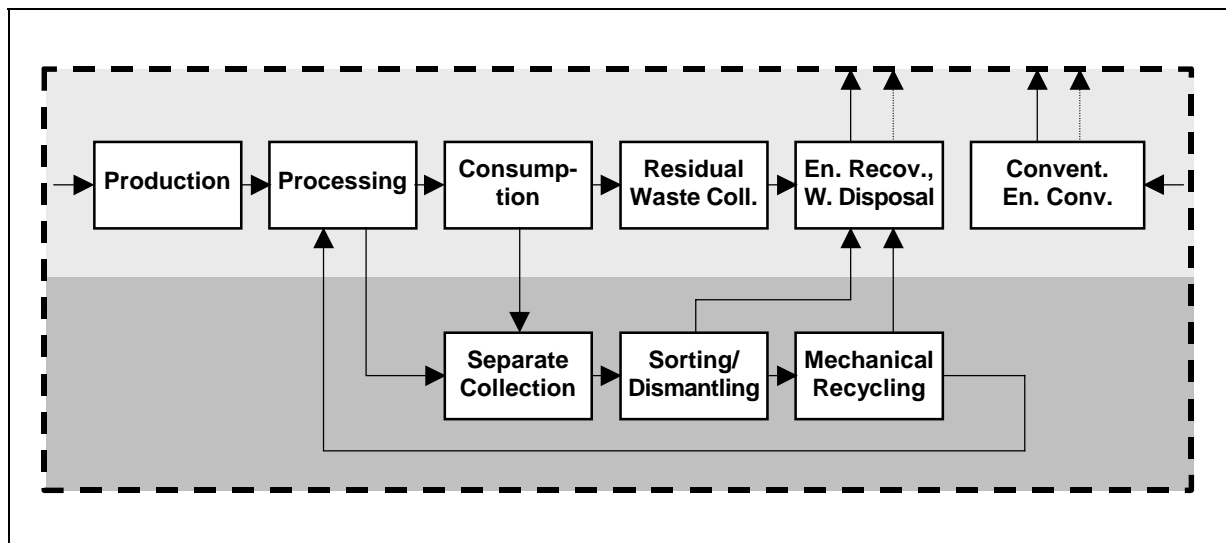 Production
Processing
Consump-
tion
Residual
Waste Coll.
En. Recov.,
W. Disposal
Convent.
En. Conv.
Separate
Collection
Sorting/
Dismantling
Mechanical
Recycling